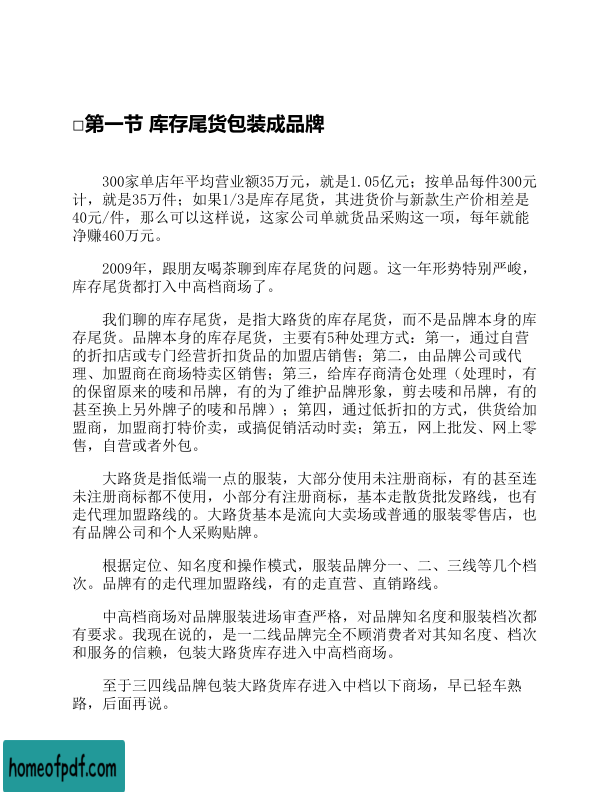 □第一节 库存尾货包装成品牌
300家单店年平均营业额35万元，就是1.05亿元；按单品每件300元
计，就是35万件；如果1/3是库存尾货，其进货价与新款生产价相差是
40元/件，那么可以这样说，这家公司单就货品采购这一项，每年就能
净赚460万元。
2009年，跟朋友喝茶聊到库存尾货的问题。这一年形势特别严峻，
库存尾货都打入中高档商场了。
我们聊的库存尾货，是指大路货的库存尾货，而不是品牌本身的库
存尾货。品牌本身的库存尾货，主要有5种处理方式：第一，通过自营
的折扣店或专门经营折扣货品的加盟店销售；第二，由品牌公司或代
理、加盟商在商场特卖区销售；第三，给库存商清仓处理（处理时，有
的保留原来的唛和吊牌，有的为了维护品牌形象，剪去唛和吊牌，有的
甚至换上另外牌子的唛和吊牌）；第四，通过低折扣的方式，供货给加
盟商，加盟商打特价卖，或搞促销活动时卖；第五，网上批发、网上零
售，自营或者外包。
大路货是指低端一点的服装，大部分使用未注册商标，有的甚至连
未注册商标都不使用，小部分有注册商标，基本走散货批发路线，也有
走代理加盟路线的。大路货基本是流向大卖场或普通的服装零售店，也
有品牌公司和个人采购贴牌。
根据定位、知名度和操作模式，服装品牌分一、二、三线等几个档
次。品牌有的走代理加盟路线，有的走直营、直销路线。
中高档商场对品牌服装进场审查严格，对品牌知名度和服装档次都
有要求。我现在说的，是一二线品牌完全不顾消费者对其知名度、档次
和服务的信赖，包装大路货库存进入中高档商场。
至于三四线品牌包装大路货库存进入中档以下商场，早已轻车熟
路，后面再说。
homeofpdf.com